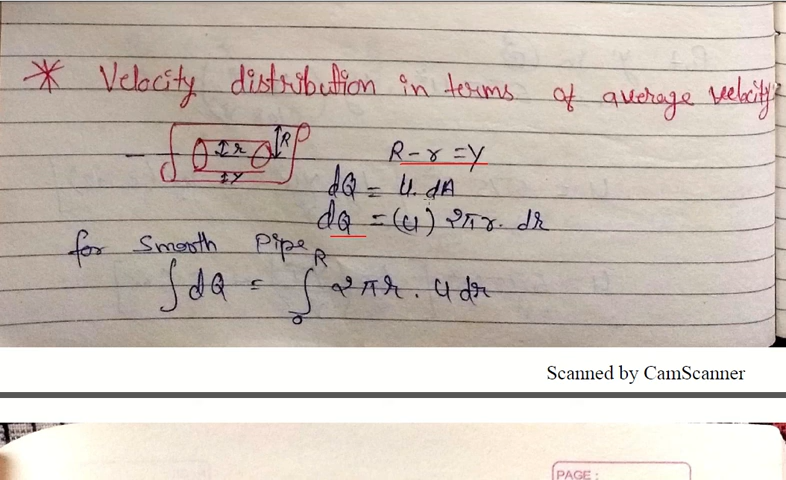 * Velocity distribution in terms of average velocity
r R
y
R-r = y
dQ = u. dA
dQ = (u) 2πr. dr
for Smooth Pipe
∫dQ = ∫₀ᴿ 2πr. u dr
Scanned by CamScanner
PAGE :